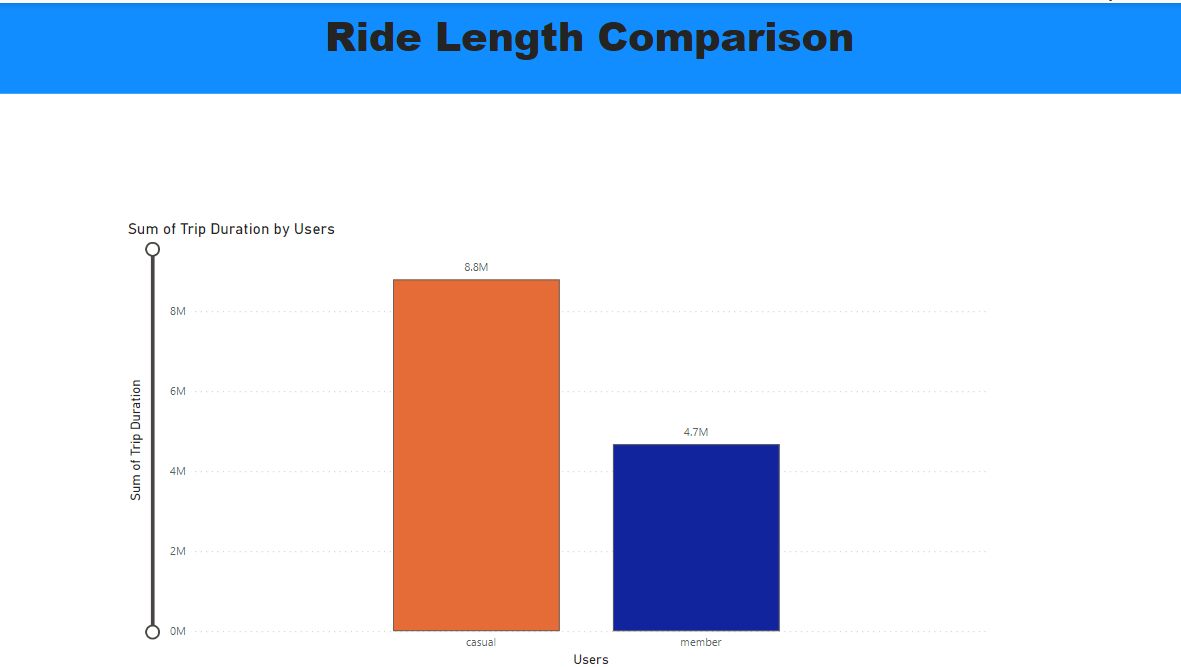 Ride Length Comparison
Sum of Trip Duration by Users
8.8M
8M
6M
4.7M
4M
2M
0M
Sum of Trip Duration
casual
member
Users